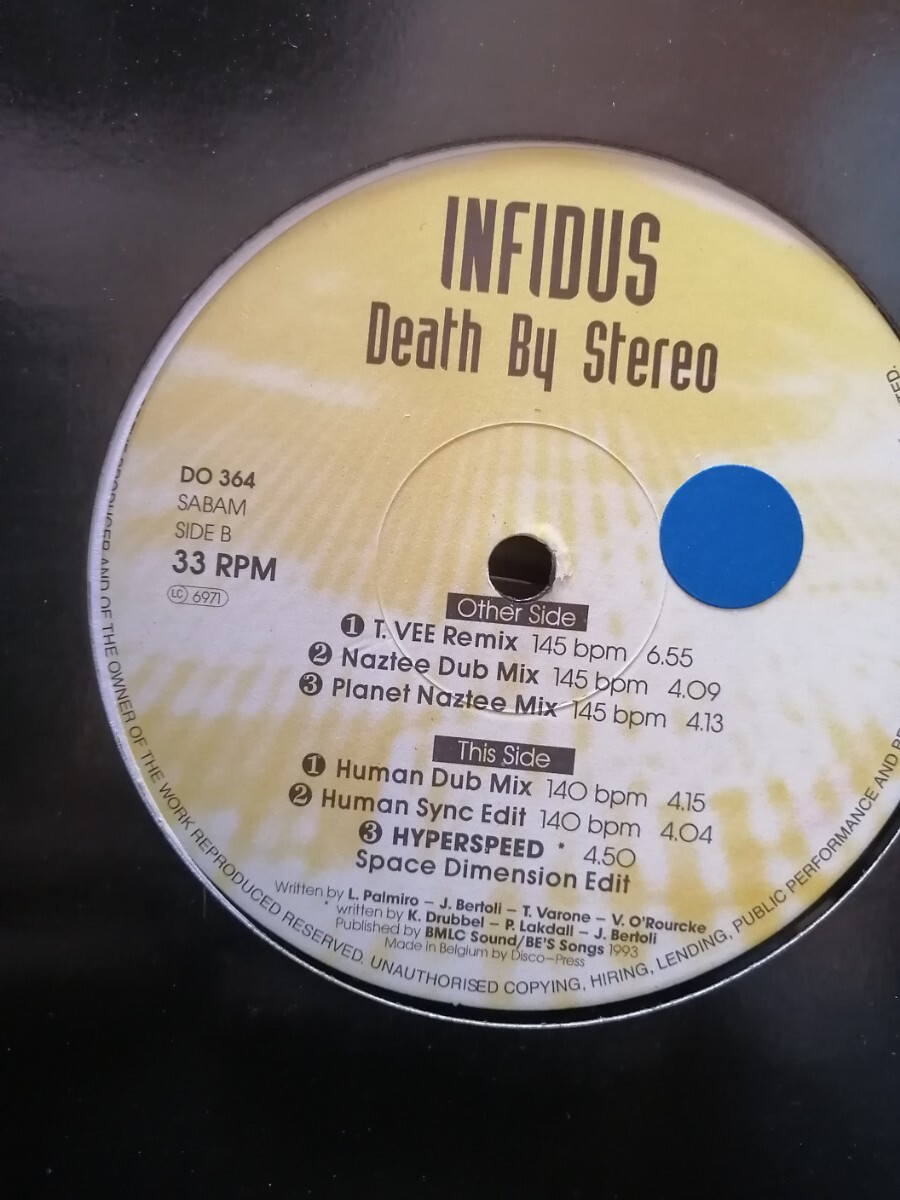 INFIDUS
Death By Stereo
DO 364
SABAM
SIDE B
33 RPM
LC 6971
Other Side
1 T. VEE Remix 145 bpm 6.55
2 Naztee Dub Mix 145 bpm 4.09
3 Planet Naztee Mix 145 bpm 4.13
This Side
1 Human Dub Mix 140 bpm 4.15
2 Human Sync Edit 140 bpm 4.04
3 HYPERSPEED * 4.50
Space Dimension Edit
Written by L. Palmiro – J. Bertoli – T. Varone – V. O'Rourcke
* written by K. Drubbel – P. Lakdall – J. Bertoli
Published by BMLC Sound/BE'S Songs 1993
Made in Belgium by Disco–Press
PRODUCER AND OF THE OWNER OF THE WORK REPRODUCED RESERVED. UNAUTHORISED COPYING, HIRING, LENDING, PUBLIC PERFORMANCE AND